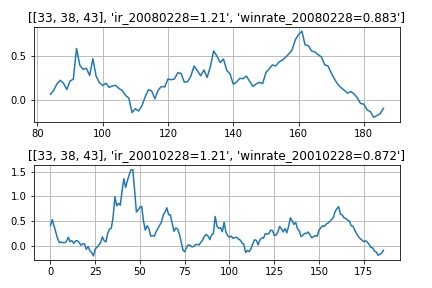 [[33, 38, 43], 'ir_20080228=1.21', 'winrate_20080228=0.883']
0.5
0.0
80 100 120 140 160 180
[[33, 38, 43], 'ir_20010228=1.21', 'winrate_20010228=0.872']
1.5
1.0
0.5
0.0
0 25 50 75 100 125 150 175